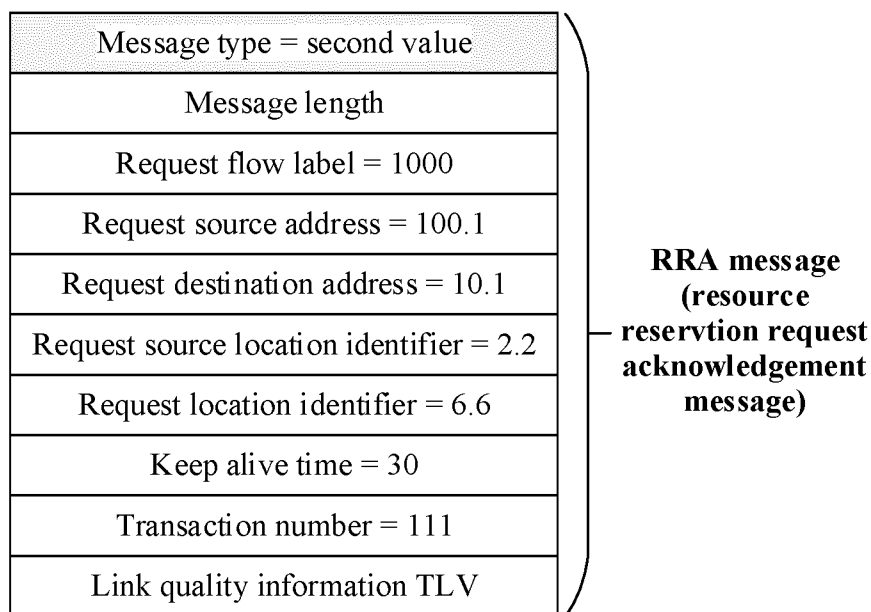 Message type = second value
Message length
Request flow label = 1000
Request source address = 100.1
Request destination address = 10.1
Request source location identifier = 2.2
Request location identifier = 6.6
Keep alive time = 30
Transaction number = 111
Link quality information TLV
RRA message
(resource
reservtion request
acknowledgement
message)